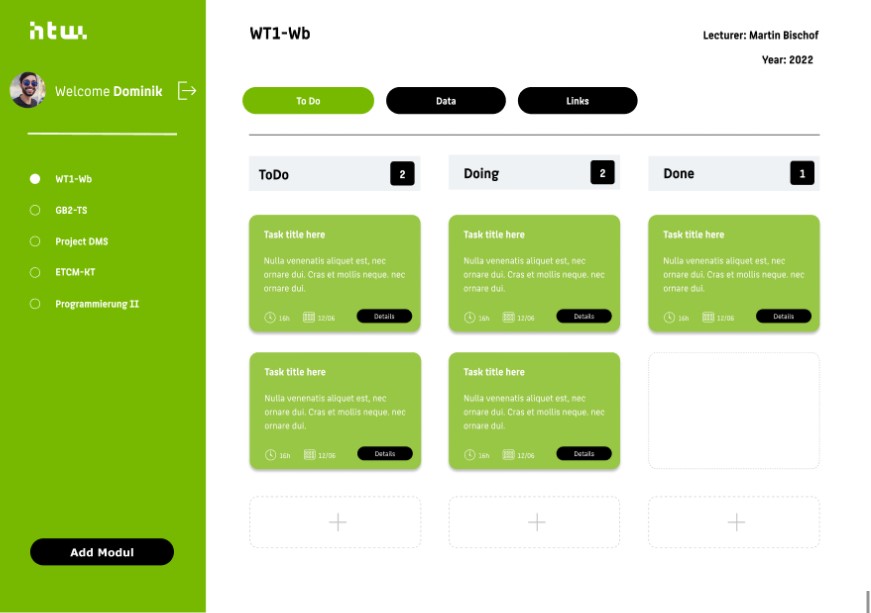 htw.
Welcome Dominik
WT1-Wb
GB2-TS
Project DMS
ETCM-KT
Programmierung II
Add Modul
WT1-Wb
Lecturer: Martin Bischof
Year: 2022
To Do
Data
Links
ToDo
2
Doing
2
Done
1
Task title here
Nulla venenatis aliquet est, nec
ornare dui. Cras et mollis neque. nec
ornare dui.
16h
12/06
Details
Task title here
Nulla venenatis aliquet est, nec
ornare dui. Cras et mollis neque. nec
ornare dui.
16h
12/06
Details
Task title here
Nulla venenatis aliquet est, nec
ornare dui. Cras et mollis neque. nec
ornare dui.
16h
12/06
Details
Task title here
Nulla venenatis aliquet est, nec
ornare dui. Cras et mollis neque. nec
ornare dui.
16h
12/06
Details
Task title here
Nulla venenatis aliquet est, nec
ornare dui. Cras et mollis neque. nec
ornare dui.
16h
12/06
Details